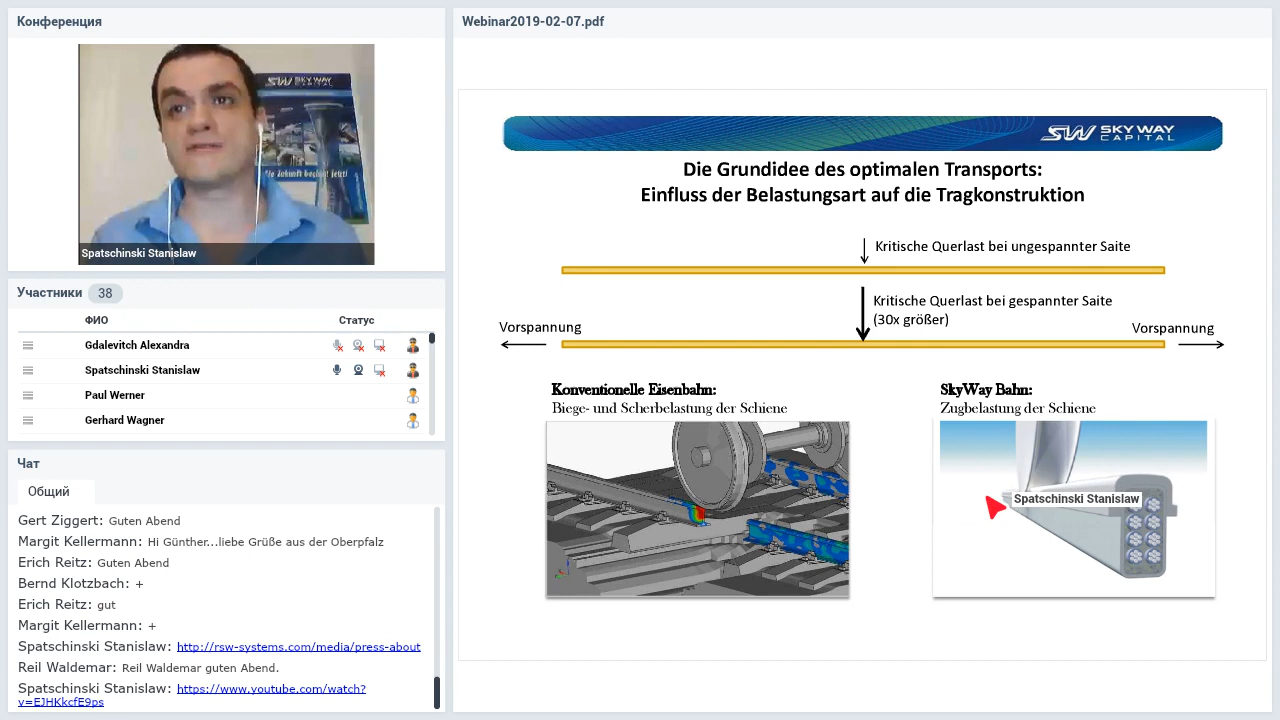 Конференция
SW SKY WAY
CAPITAL
Spatschinski Stanislaw
Участники 38
ФИО Статус
Gdalevitch Alexandra
Spatschinski Stanislaw
Paul Werner
Gerhard Wagner
Чат
Общий
Gert Ziggert: Guten Abend
Margit Kellermann: Hi Günther...liebe Grüße aus der Oberpfalz
Erich Reitz: Guten Abend
Bernd Klotzbach: +
Erich Reitz: gut
Margit Kellermann: +
Spatschinski Stanislaw: http://rsw-systems.com/media/press-about
Reil Waldemar: Reil Waldemar guten Abend.
Spatschinski Stanislaw: https://www.youtube.com/watch?
v=EJHKkcfE9ps
Webinar2019-02-07.pdf
SW SKY WAY
CAPITAL
Die Grundidee des optimalen Transports:
Einfluss der Belastungsart auf die Tragkonstruktion
Kritische Querlast bei ungespannter Saite
Kritische Querlast bei gespannter Saite
(30x größer)
Vorspannung
Vorspannung
Konventionelle Eisenbahn:
Biege- und Scherbelastung der Schiene
SkyWay Bahn:
Zugbelastung der Schiene
Spatschinski Stanislaw